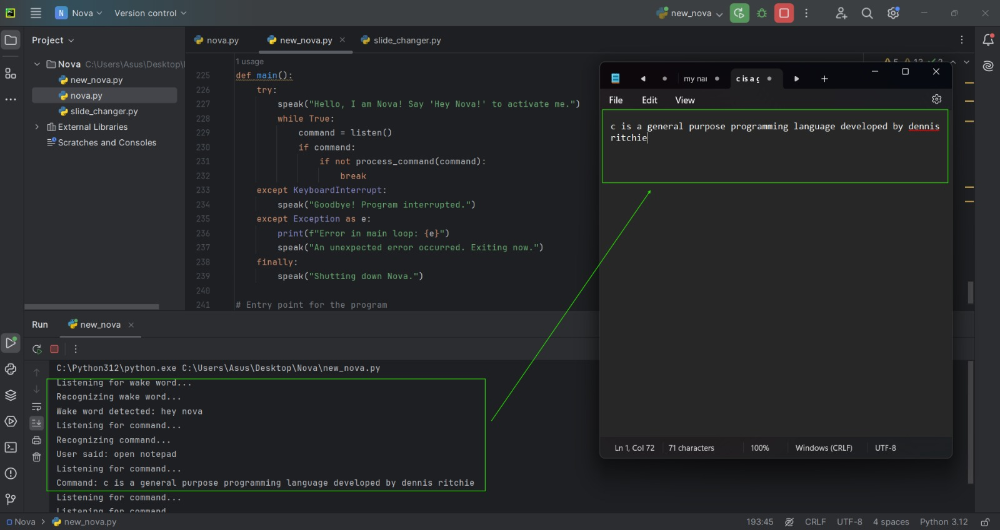 PC
N Nova Version control new_nova
Project
Nova C:\Users\Asus\Desktop\
new_nova.py
nova.py
slide_changer.py
External Libraries
Scratches and Consoles
nova.py new_nova.py slide_changer.py
1 usage
225 def main():
226 try:
227 speak("Hello, I am Nova! Say 'Hey Nova!' to activate me.")
228 while True:
229 command = listen()
230 if command:
231 if not process_command(command):
232 break
233 except KeyboardInterrupt:
234 speak("Goodbye! Program interrupted.")
235 except Exception as e:
236 print(f"Error in main loop: {e}")
237 speak("An unexpected error occurred. Exiting now.")
238 finally:
239 speak("Shutting down Nova.")
240
241 # Entry point for the program
my nar c is a g
File Edit View
c is a general purpose programming language developed by dennis
ritchie
Ln 1, Col 72 71 characters 100% Windows (CRLF) UTF-8
Run new_nova
C:\Python312\python.exe C:\Users\Asus\Desktop\Nova\new_nova.py
Listening for wake word...
Recognizing wake word...
Wake word detected: hey nova
Listening for command...
Recognizing command...
User said: open notepad
Listening for command...
Command: c is a general purpose programming language developed by dennis ritchie
Listening for command...
Listening for command
Nova > new_nova.py 193:45 CRLF UTF-8 4 spaces Python 3.12